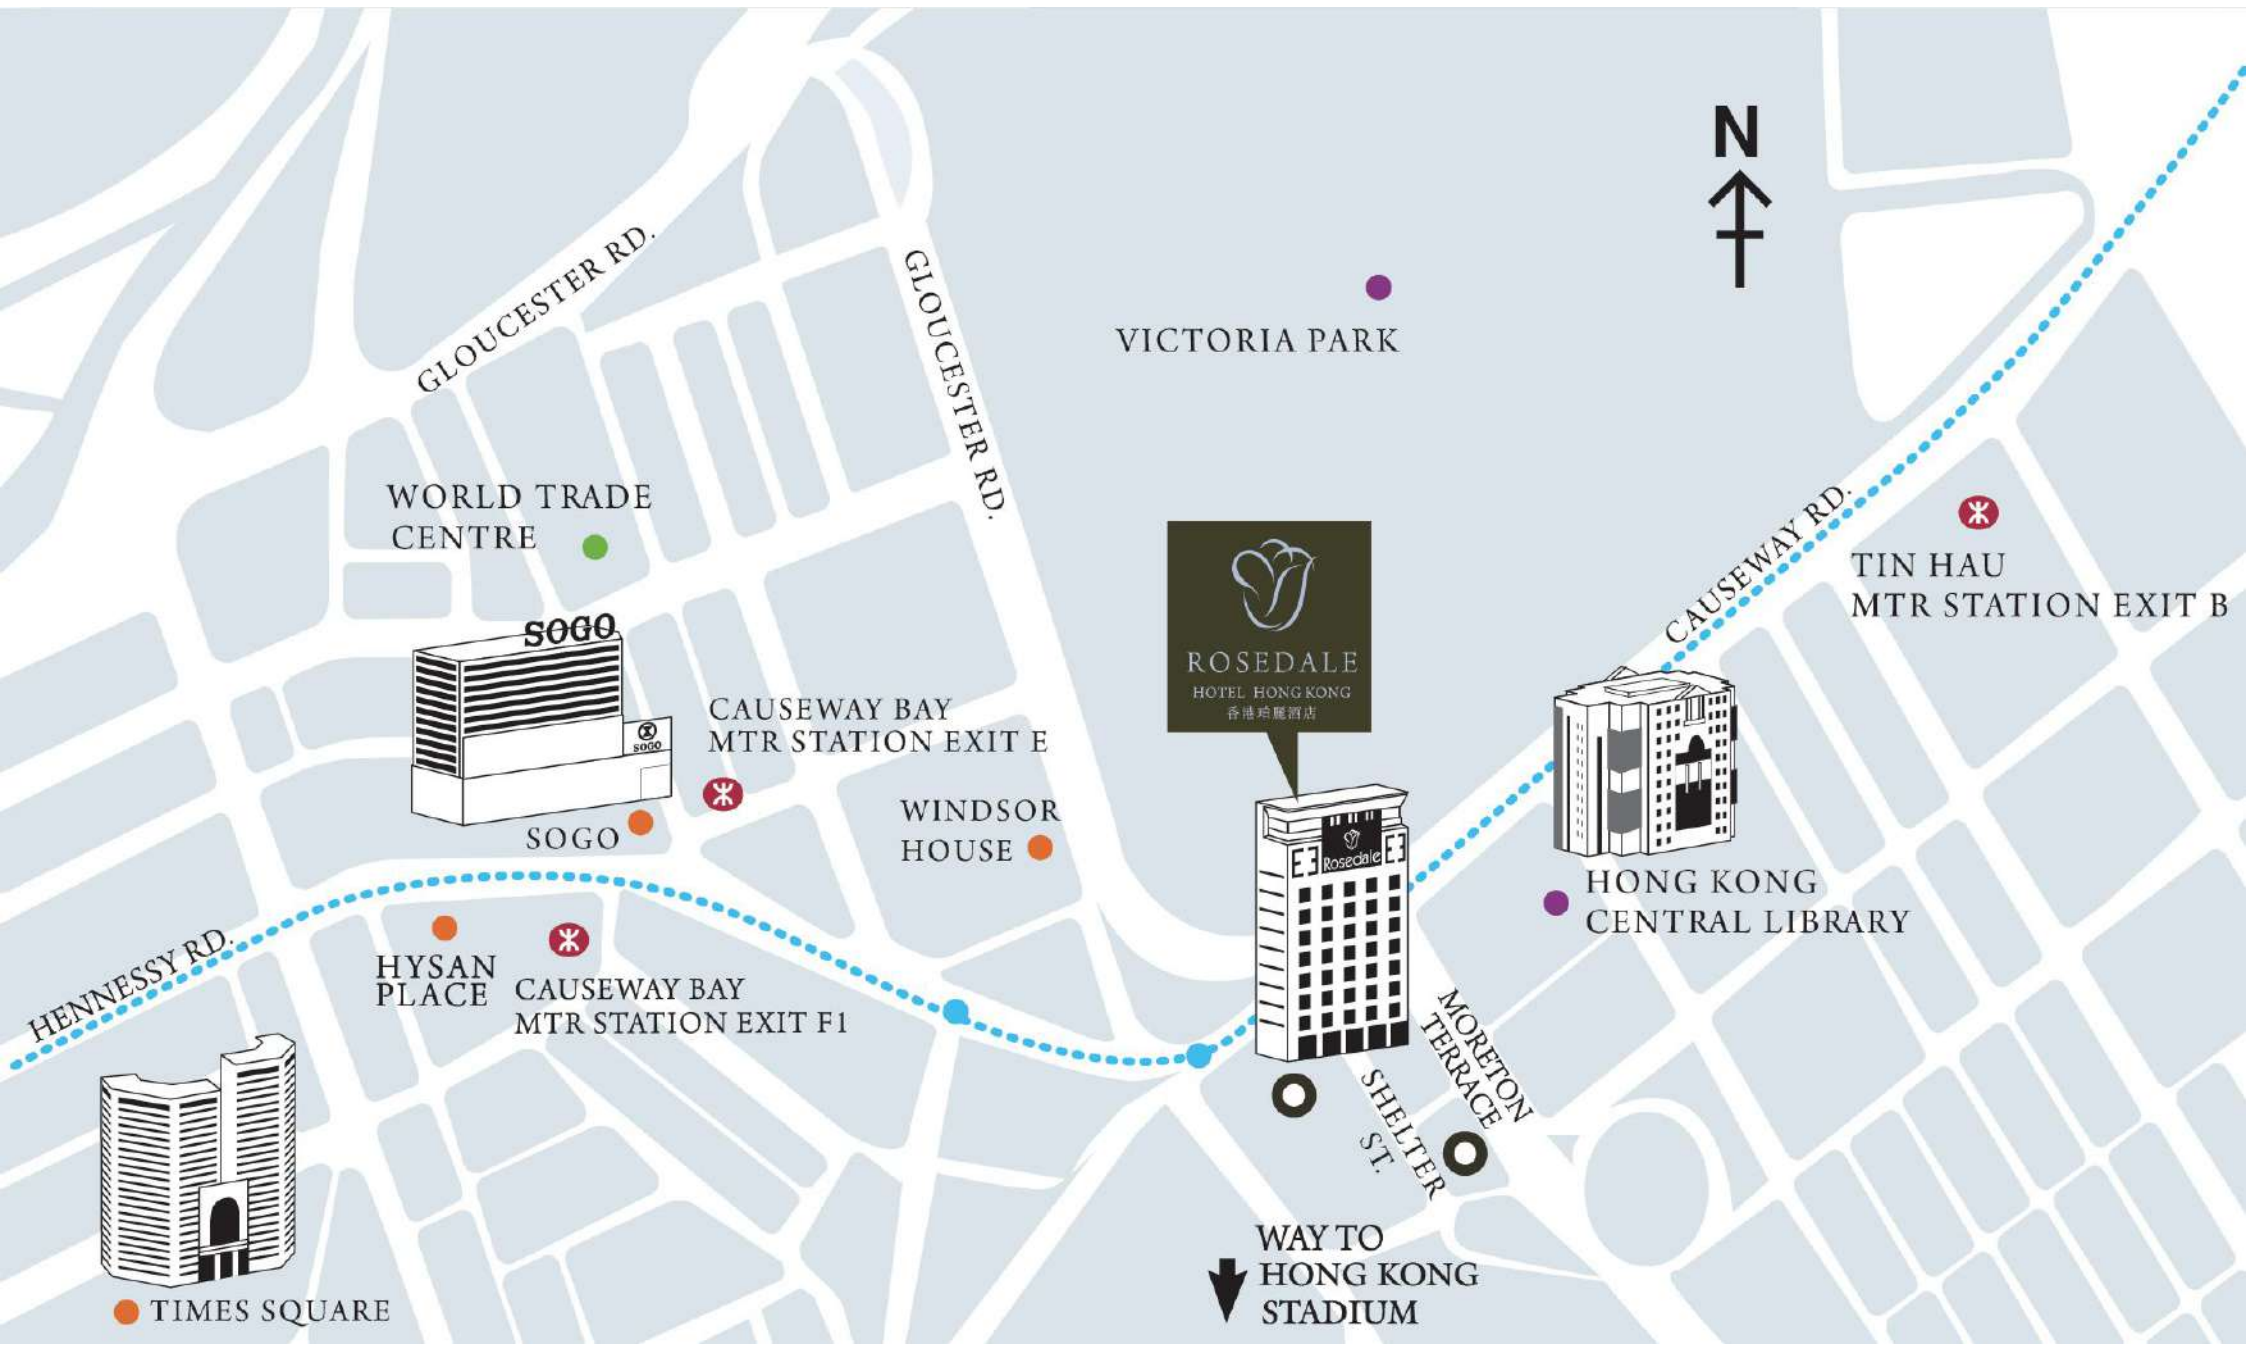 N
GLOUCESTER RD.
GLOUCESTER RD.
VICTORIA PARK
WORLD TRADE
CENTRE
CAUSEWAY RD.
TIN HAU
MTR STATION EXIT B
SOGO
SOGO
SOGO
CAUSEWAY BAY
MTR STATION EXIT E
ROSEDALE
HOTEL HONG KONG
香港珀麗酒店
WINDSOR
HOUSE
Rosedale
HONG KONG
CENTRAL LIBRARY
HENNESSY RD.
HYSAN
PLACE
CAUSEWAY BAY
MTR STATION EXIT F1
MORETON
TERRACE
SHELTER
ST.
WAY TO
HONG KONG
STADIUM
TIMES SQUARE